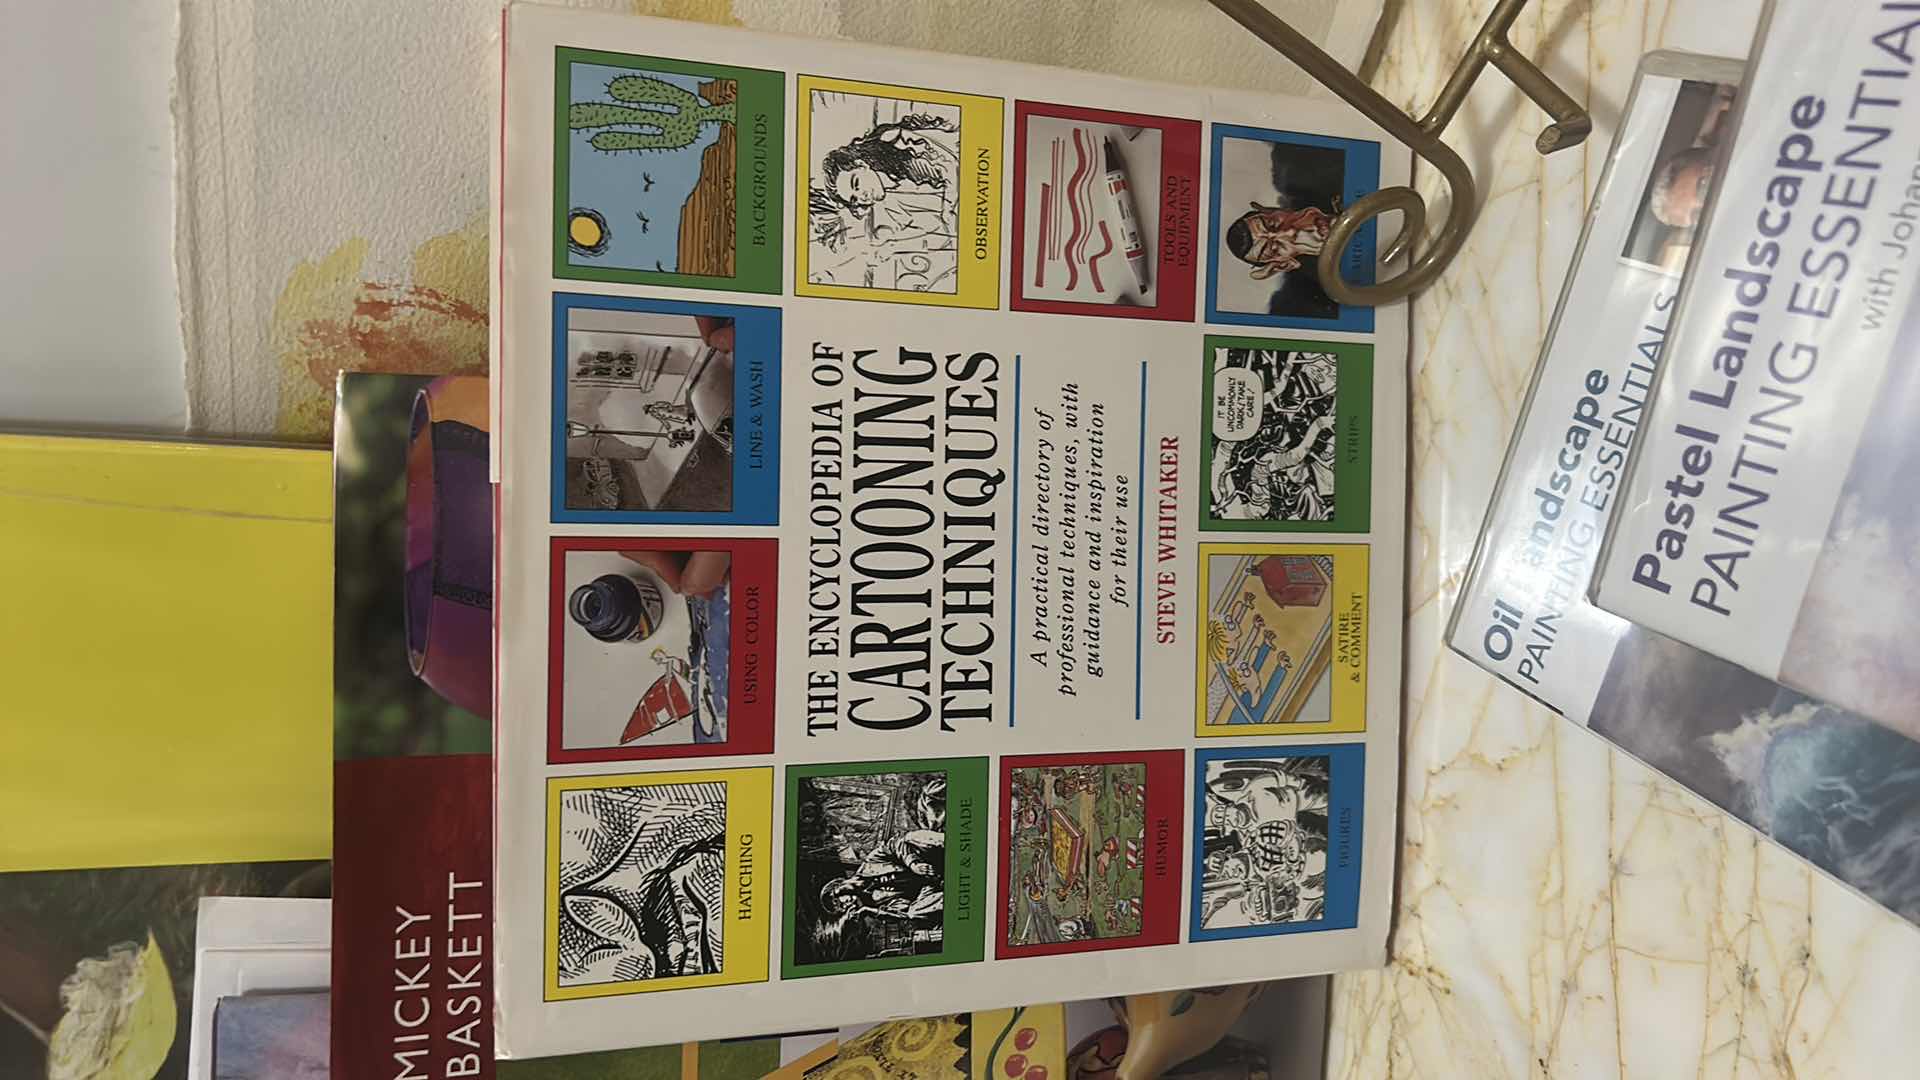 HATCHING
USING COLOR
LINE & WASH
BACKGROUNDS
THE ENCYCLOPEDIA OF
CARTOONING
TECHNIQUES
A practical directory of
professional techniques, with
guidance and inspiration
for their use
STEVE WHITAKER
LIGHT & SHADE
OBSERVATION
HUMOR
TOOLS AND
EQUIPMENT
FIGURES
SATIRE
& COMMENT
STRIPS
IT BE
UNCOMMONLY
DARK! TAKE
CARE!
MICKEY
BASKETT
Oil Landscape
PAINTING ESSENTIALS
Pastel Landscape
PAINTING ESSENTIAL
with Johan